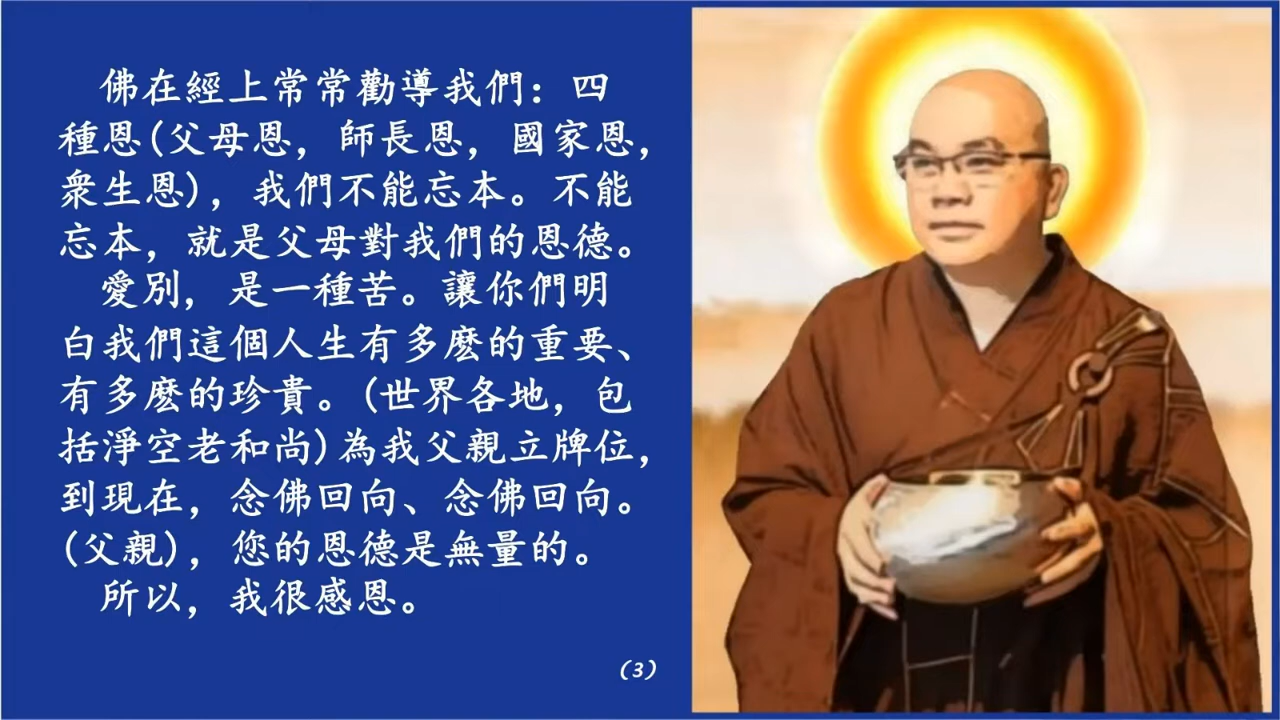 佛在經上常常勸導我們：四
種恩(父母恩，師長恩，國家恩，
衆生恩)，我們不能忘本。不能
忘本，就是父母對我們的恩德。
愛別，是一種苦。讓你們明
白我們這個人生有多麽的重要、
有多麽的珍貴。(世界各地，包
括淨空老和尚)為我父親立牌位，
到現在，念佛回向、念佛回向。
(父親)，您的恩德是無量的。
所以，我很感恩。
(3)